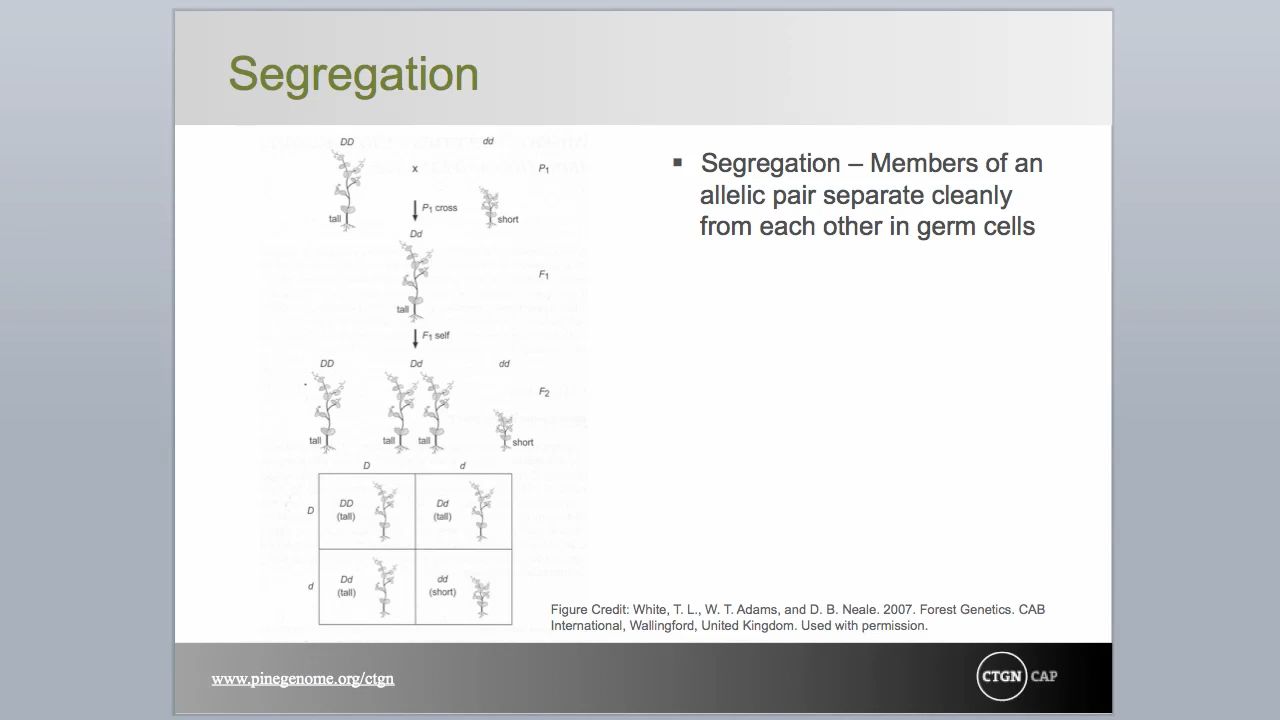 Segregation
DD
dd
x
P1
tall
P1 cross
short
Dd
F1
tall
F1 self
DD
Dd
dd
F2
tall
tall
tall
short
D
d
D
DD
(tall)
Dd
(tall)
d
Dd
(tall)
dd
(short)
▪ Segregation – Members of an
allelic pair separate cleanly
from each other in germ cells
Figure Credit: White, T. L., W. T. Adams, and D. B. Neale. 2007. Forest Genetics. CAB
International, Wallingford, United Kingdom. Used with permission.
www.pinegenome.org/ctgn
CTGN CAP